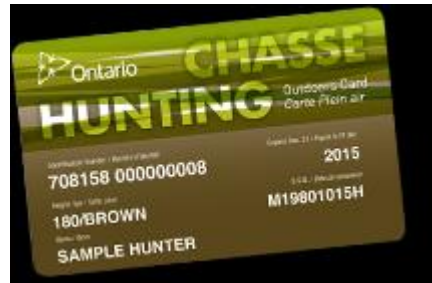 Ontario
CHASSE
HUNTING
Outdoors Card
Carte Plein air
708158 000000008
2015
180/BROWN
M19801015H
SAMPLE HUNTER